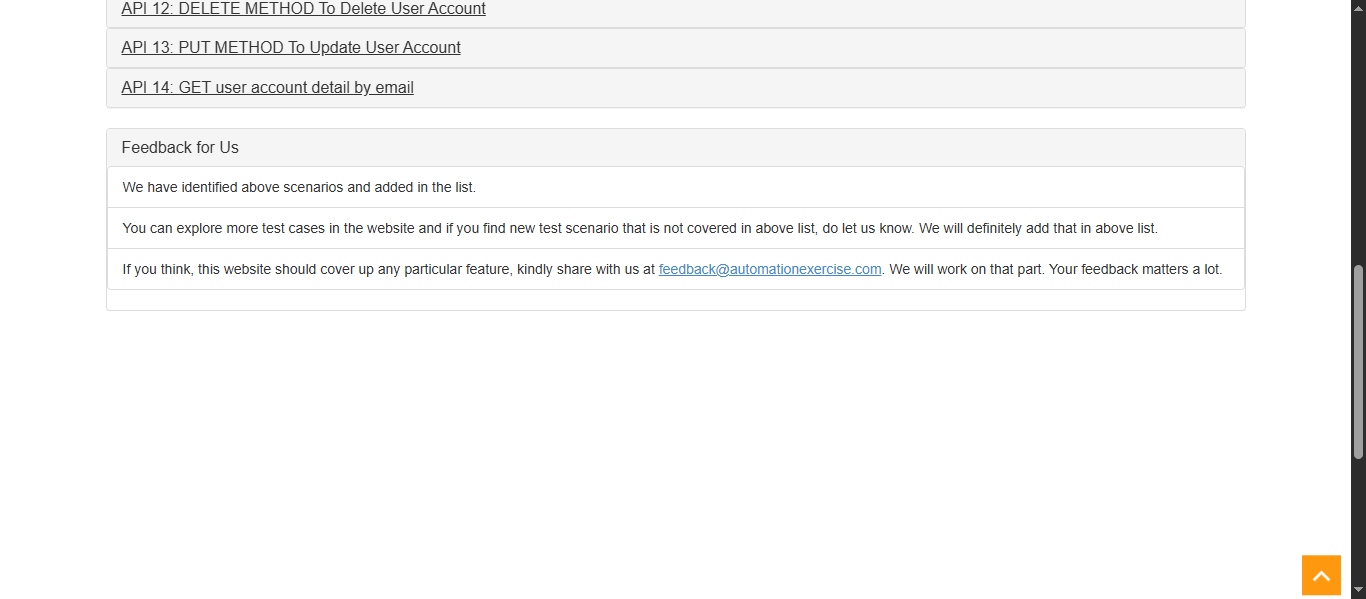 API 12: DELETE METHOD To Delete User Account
API 13: PUT METHOD To Update User Account
API 14: GET user account detail by email
Feedback for Us
We have identified above scenarios and added in the list.
You can explore more test cases in the website and if you find new test scenario that is not covered in above list, do let us know. We will definitely add that in above list.
If you think, this website should cover up any particular feature, kindly share with us at feedback@automationexercise.com. We will work on that part. Your feedback matters a lot.